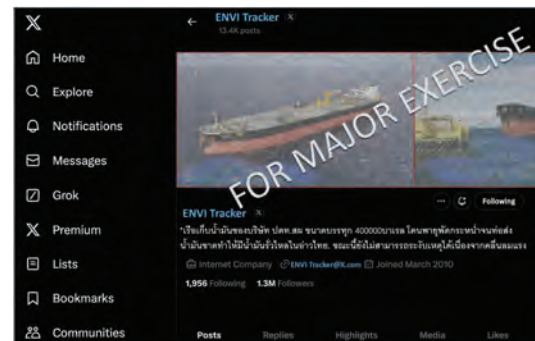 ENVI Tracker
13.4K posts
Home
Explore
Notifications
Messages
Grok
Premium
Lists
Bookmarks
Communities
FOR MAJOR EXERCISE
Following
ENVI Tracker
"เรือเก็บน้ำมันของบริษัท ปตท.สผ ขนาดบรรทุก 400000บาเรล โดนพายุพัดกระหน่ำจนท่อส่ง
น้ำมันขาดทำให้มีน้ำมันรั่วไหลในอ่าวไทย. ขณะนี้ยังไม่สามารถระงับเหตุได้เนื่องจากคลื่นลมแรง
Internet Company ENVI Tracker@X.com Joined March 2010
1,956 Following 1.3M Followers
Posts Replies Highlights Media Likes